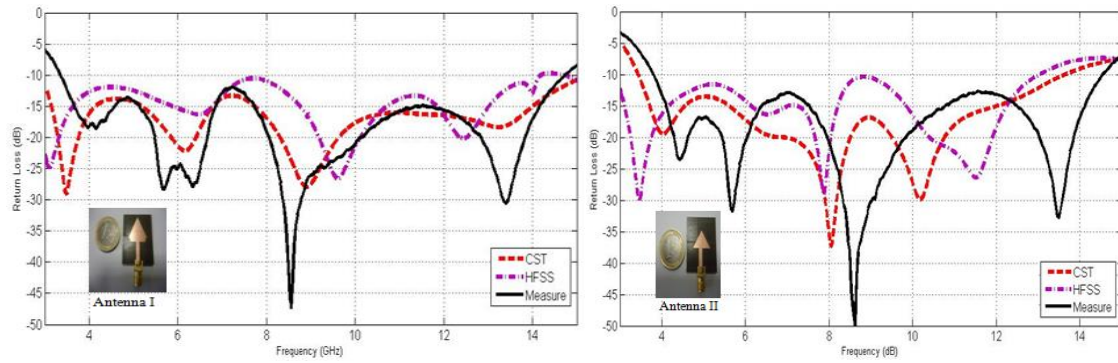 0
-5
-10
-15
-20
-25
-30
-35
-40
-45
-50
Return Loss (dB)
4
6
8
10
12
14
Frequency (GHz)
CST
HFSS
Measure
Antenna I
0
-5
-10
-15
-20
-25
-30
-35
-40
-45
-50
Return Loss (dB)
4
6
8
10
12
14
Frequency (dB)
CST
HFSS
Measure
Antenna II